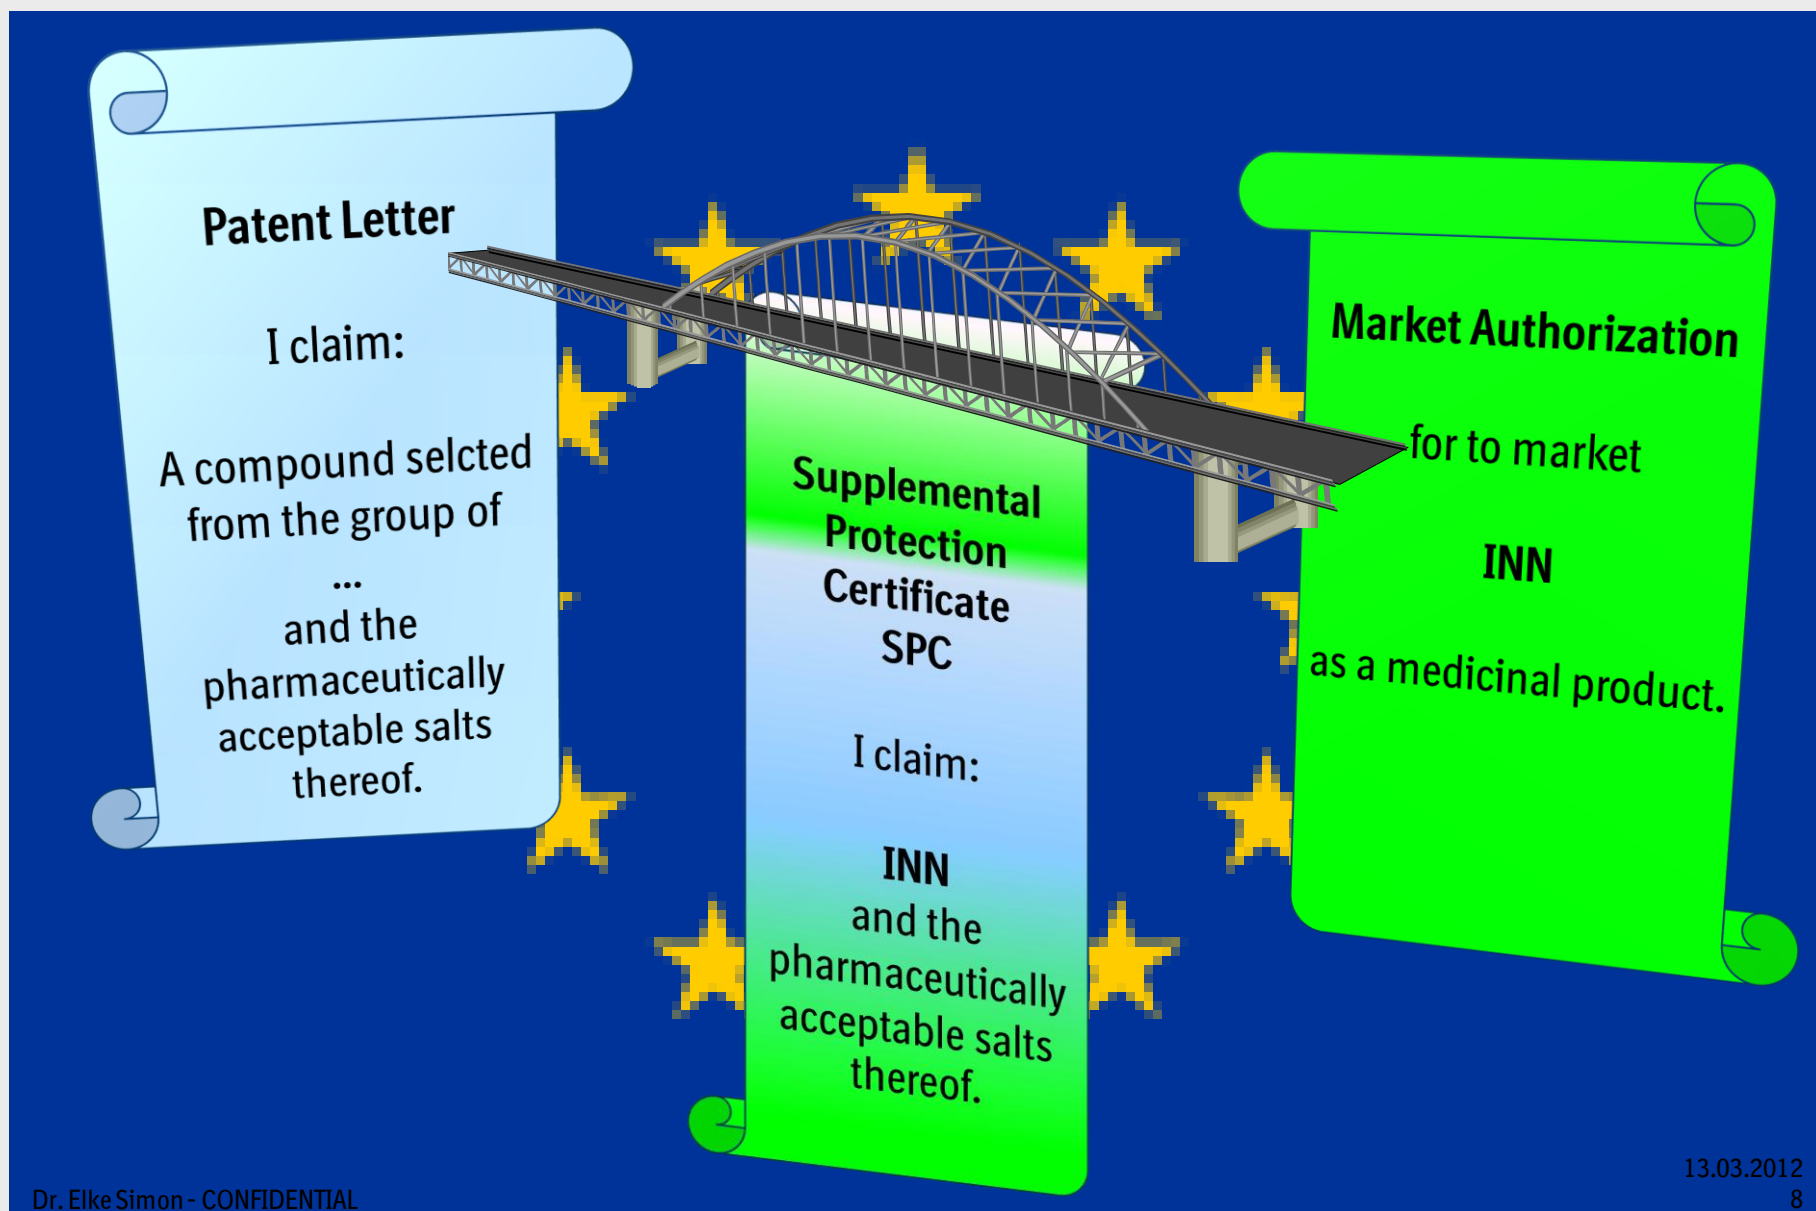 Patent Letter
I claim:
A compound selcted
from the group of
...
and the
pharmaceutically
acceptable salts
thereof.
Supplemental
Protection
Certificate
SPC
I claim:
INN
and the
pharmaceutically
acceptable salts
thereof.
Market Authorization
for to market
INN
as a medicinal product.
Dr. Elke Simon - CONFIDENTIAL
13.03.2012
8